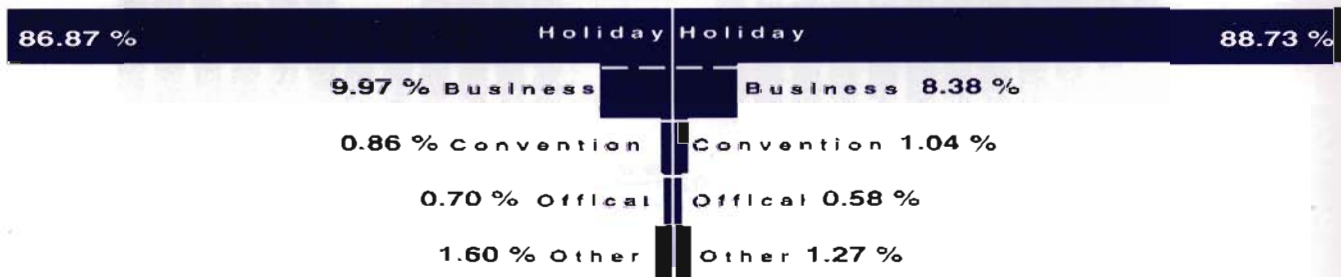 86.87 % Holiday Holiday 88.73 %
9.97 % Business Business 8.38 %
0.86 % Convention Convention 1.04 %
0.70 % Offical Offical 0.58 %
1.60 % Other Other 1.27 %